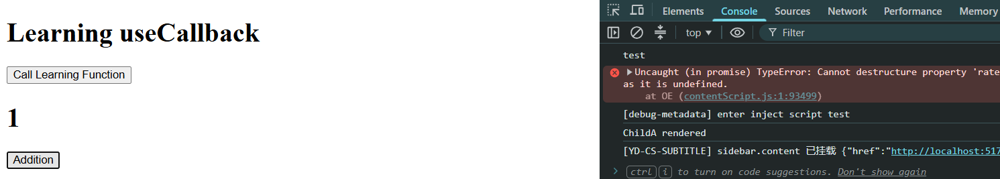 Learning useCallback
Call Learning Function
1
Addition
Elements Console Sources Network Performance Memory
top Filter
test
Uncaught (in promise) TypeError: Cannot destructure property 'rate
as it is undefined.
at OE (contentScript.js:1:93499)
[debug-metadata] enter inject script test
ChildA rendered
[YD-CS-SUBTITLE] sidebar.content 已挂载 {"href":"http://localhost:517
ctrl i to turn on code suggestions. Don't show again